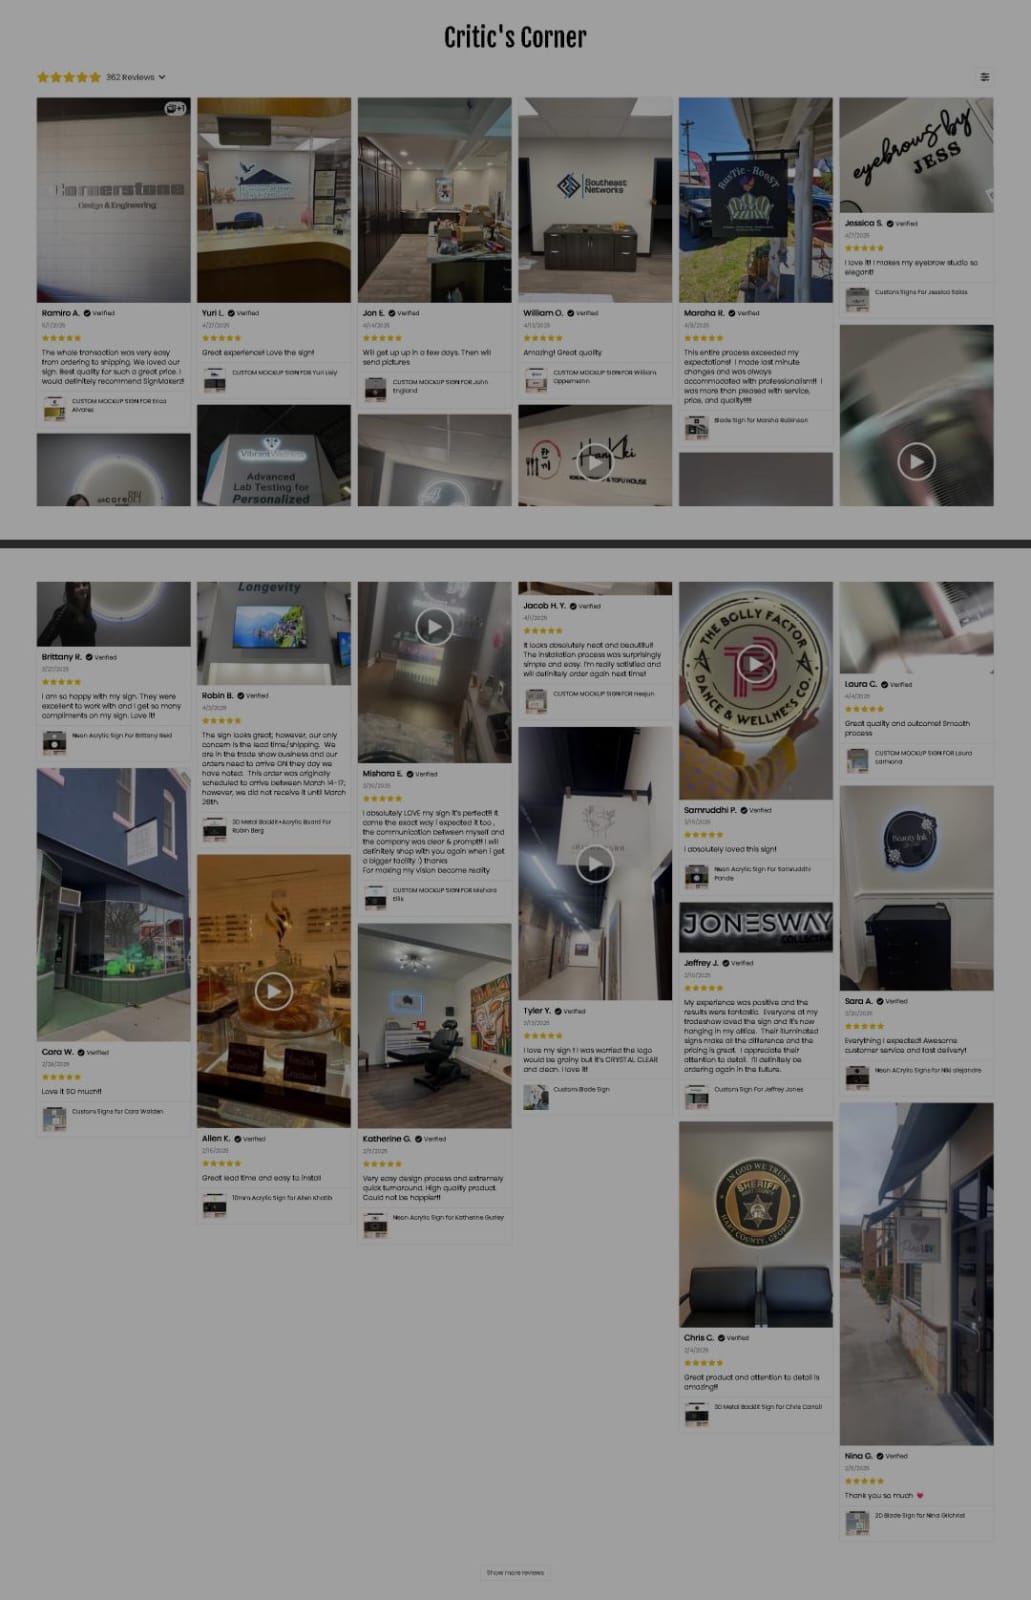 Critic's Corner
362 Reviews
Cornerstone
Design & Engineering
Ramiro A. Verified
5/1/2025
The whole transaction was very easy
from ordering to shipping. We loved our
sign. Best quality for such a great price. I
would definitely recommend SignMakerz!
CUSTOM MOCKUP SIGN FOR Erica
Alvares
Yuri L. Verified
4/27/2025
Great experience! Love the sign!
CUSTOM MOCKUP SIGN FOR Yuri Lisiy
Jon E. Verified
4/14/2025
Will get up up in a few days. Then will
send pictures
CUSTOM MOCKUP SIGN FOR John
England
Southeast
Networks
William O. Verified
4/13/2025
Amazing! Great quality
CUSTOM MOCKUP SIGN FOR William
Oppermann
RusTic-RooST
Marsha R. Verified
4/9/2025
This entire process exceeded my
expectations! I made last minute
changes and was always
accommodated with professionalism!! I
was more than pleased with service,
price, and quality!!!!
Blade Sign for Marsha Robinson
eyebrows by
JESS
Jessica S. Verified
4/7/2025
I love it! I makes my eyebrow studio so
elegant!
Custom Signs For Jessica Salas
core
VibrantWellness
Advanced
Lab Testing for
Personalized
& TOFU HOUSE
Brittany R. Verified
3/27/2025
I am so happy with my sign. They were
excellent to work with and I get so many
compliments on my sign. Love it!
Neon Acrylic Sign For Brittany Reid
Cara W. Verified
2/26/2025
Love it SO much!!
Custom Signs for Cara Walden
Longevity
Robin B. Verified
4/3/2025
The sign looks great; however, our only
concern is the lead time/shipping. We
are in the trade show business and our
orders need to arrive ON they day we
have noted. This order was originally
scheduled to arrive between March 14-17;
however, we did not receive it until March
28th.
3D Metal Backlit+Acrylic Board For
Robin Berg
Allen K. Verified
2/16/2025
Great lead time and easy to install
10mm Acrylic Sign for Allen Khatib
Mishara E. Verified
I absolutely LOVE my sign it's perfect!!! It
came the exact way I expected it too ,
the communication between myself and
the company was clear & prompt!! I will
definitely shop with you again when I get
a bigger facility :) thanks
For making my vision become reality
CUSTOM MOCKUP SIGN FOR Mishara
Ellis
Katherine G. Verified
2/5/2025
Very easy design process and extremely
quick turnaround. High quality product.
Could not be happier!!
Neon Acrylic Sign for Katherine Gurley
Jacob H. Y. Verified
4/1/2025
It looks absolutely neat and beautiful!!
The installation process was surprisingly
simple and easy. I'm really satisfied and
will definitely order again next time!
CUSTOM MOCKUP SIGN FOR Heejun
Tyler Y. Verified
I love my sign !! I was worried the logo
would be grainy but it's CRYSTAL CLEAR
and clean. I love it!
Custom Blade Sign
THE BOLLY FACTOR
DANCE & WELLNESS CO.
Samruddhi P. Verified
I absolutely loved this sign!
Neon Acrylic Sign For Samruddhi
Pande
JONESWAY
COLLECTIVE
Jeffrey J. Verified
My experience was positive and the
results were fantastic. Everyone at my
tradeshow loved the sign and it's now
hanging in my office. Their illuminated
signs make all the difference and the
pricing is great. I appreciate their
attention to detail. I'll definitely be
ordering again in the future.
Custom Sign For Jeffrey Jones
IN GOD WE TRUST
SHERIFF
HART COUNTY, GEORGIA
Chris C. Verified
2/4/2025
Great product and attention to detail is
amazing!!!
3D Metal Backlit Sign for Chris Carroll
Laura C. Verified
4/4/2025
Great quality and outcome! Smooth
process
CUSTOM MOCKUP SIGN FOR Laura
Beauty Ink
Sara A. Verified
Everything I expected! Awesome
customer service and fast delivery!
Neon ACrylic Signs for Niki alejandre
LOVE
Nina G. Verified
2/5/2025
Thank you so much 💗
2D Blade Sign for Nina Gilchrist
Show more reviews